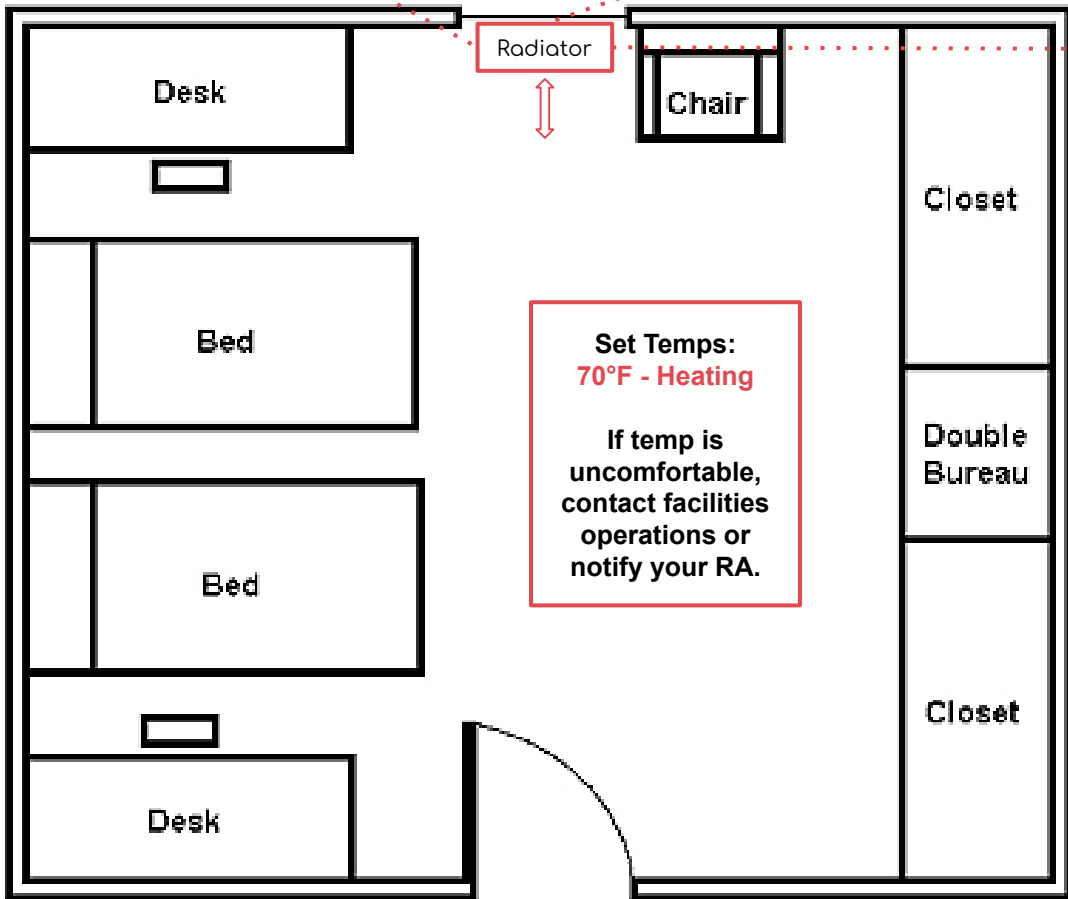 Radiator
Desk
Chair
Closet
Bed
Set Temps:
70°F - Heating
If temp is
uncomfortable,
contact facilities
operations or
notify your RA.
Double
Bureau
Bed
Closet
Desk